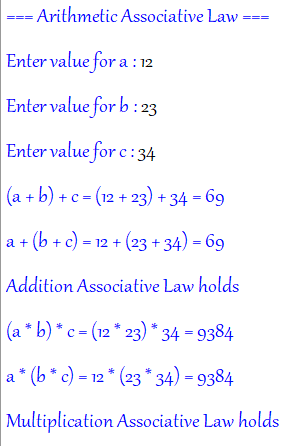 === Arithmetic Associative Law ===
Enter value for a : 12
Enter value for b : 23
Enter value for c : 34
(a + b) + c = (12 + 23) + 34 = 69
a + (b + c) = 12 + (23 + 34) = 69
Addition Associative Law holds
(a * b) * c = (12 * 23) * 34 = 9384
a * (b * c) = 12 * (23 * 34) = 9384
Multiplication Associative Law holds